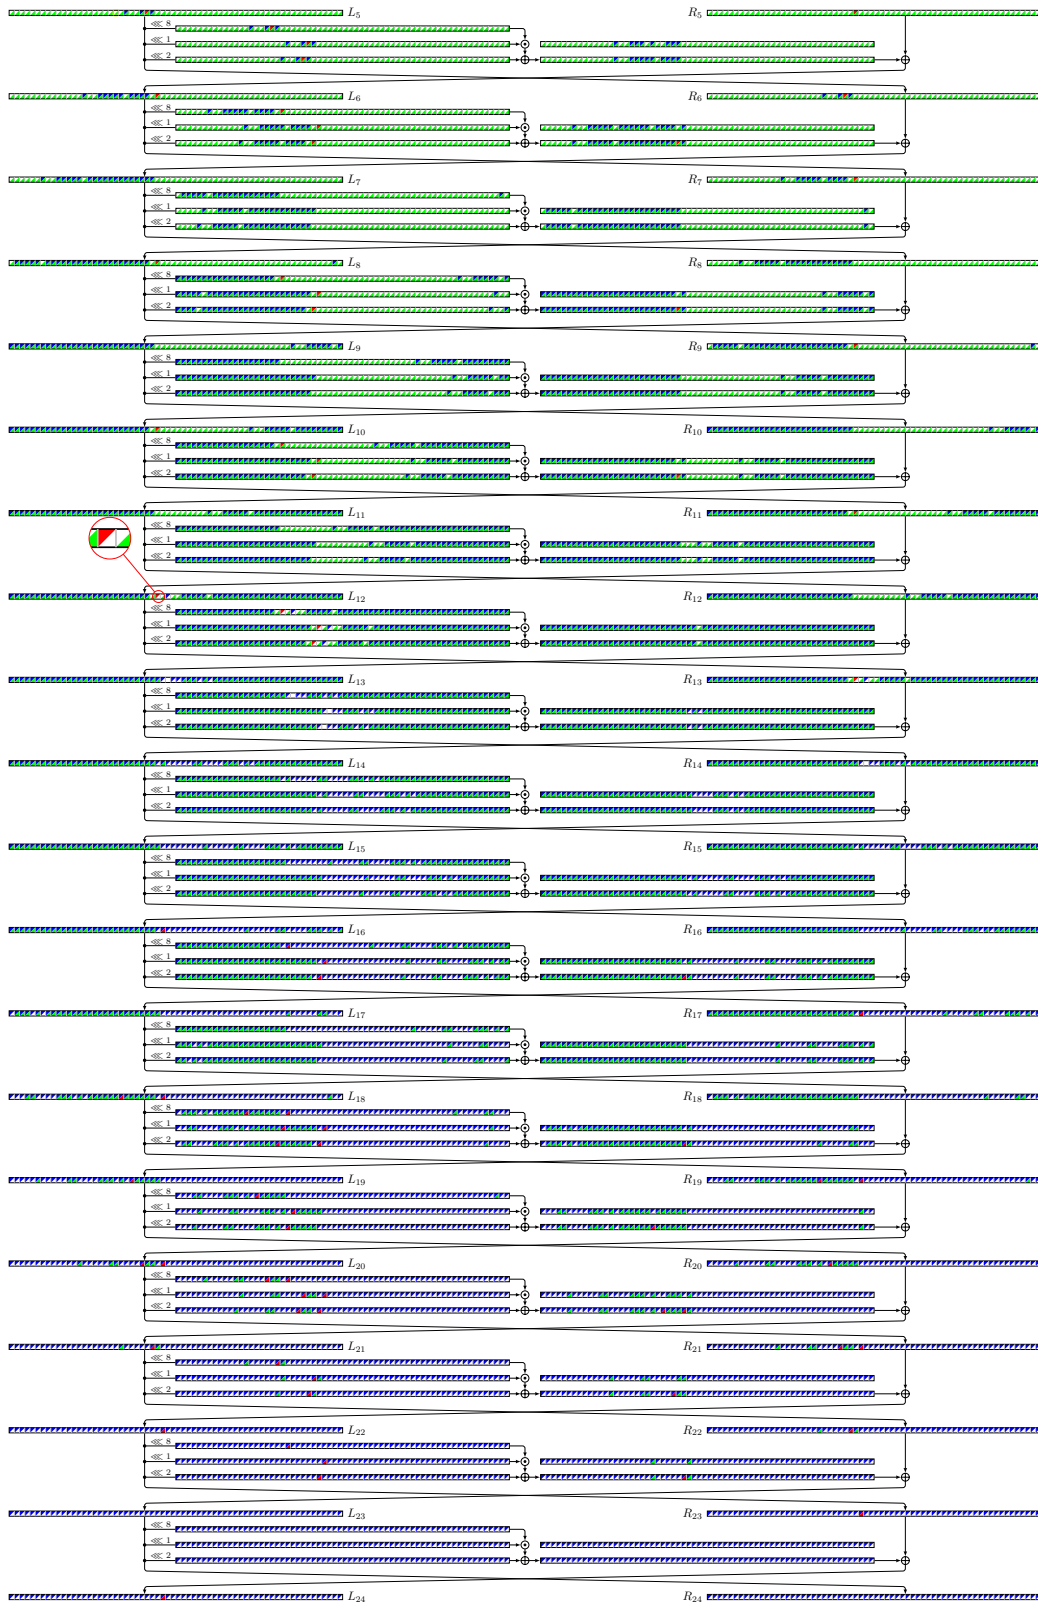 L5 R5
⋘ 8
⋘ 1
⋘ 2
L6 R6
⋘ 8
⋘ 1
⋘ 2
L7 R7
⋘ 8
⋘ 1
⋘ 2
L8 R8
⋘ 8
⋘ 1
⋘ 2
L9 R9
⋘ 8
⋘ 1
⋘ 2
L10 R10
⋘ 8
⋘ 1
⋘ 2
L11 R11
⋘ 8
⋘ 1
⋘ 2
L12 R12
⋘ 8
⋘ 1
⋘ 2
L13 R13
⋘ 8
⋘ 1
⋘ 2
L14 R14
⋘ 8
⋘ 1
⋘ 2
L15 R15
⋘ 8
⋘ 1
⋘ 2
L16 R16
⋘ 8
⋘ 1
⋘ 2
L17 R17
⋘ 8
⋘ 1
⋘ 2
L18 R18
⋘ 8
⋘ 1
⋘ 2
L19 R19
⋘ 8
⋘ 1
⋘ 2
L20 R20
⋘ 8
⋘ 1
⋘ 2
L21 R21
⋘ 8
⋘ 1
⋘ 2
L22 R22
⋘ 8
⋘ 1
⋘ 2
L23 R23
⋘ 8
⋘ 1
⋘ 2
L24 R24